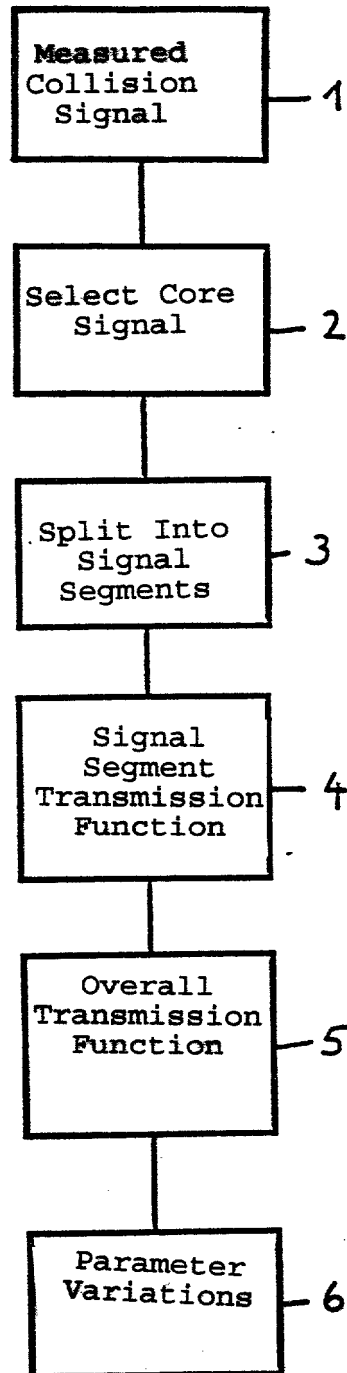 Measured
Collision
Signal
1
Select Core
Signal
2
Split Into
Signal
Segments
3
Signal
Segment
Transmission
Function
4
Overall
Transmission
Function
5
Parameter
Variations
6